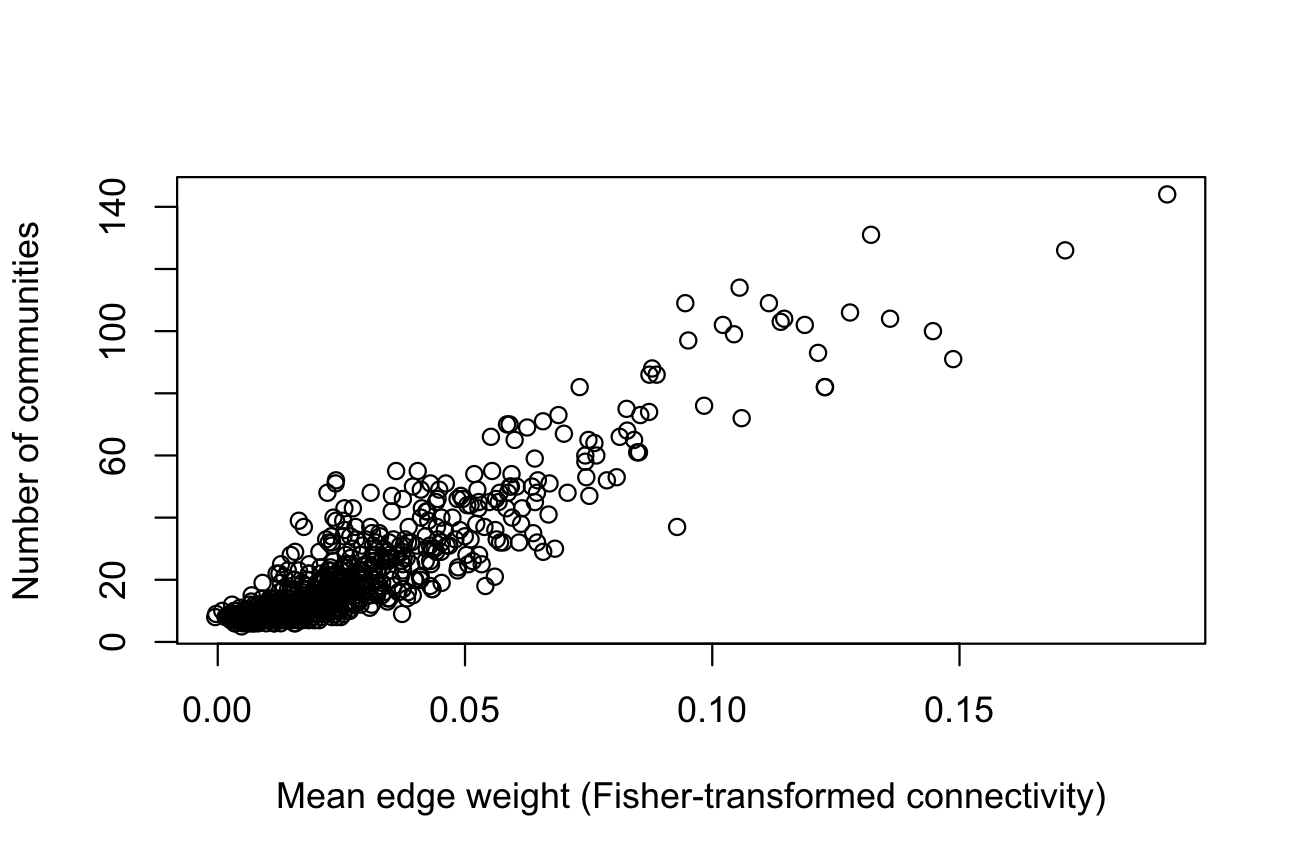 Number of communities
140
100
60
20
0
0.00 0.05 0.10 0.15
Mean edge weight (Fisher-transformed connectivity)